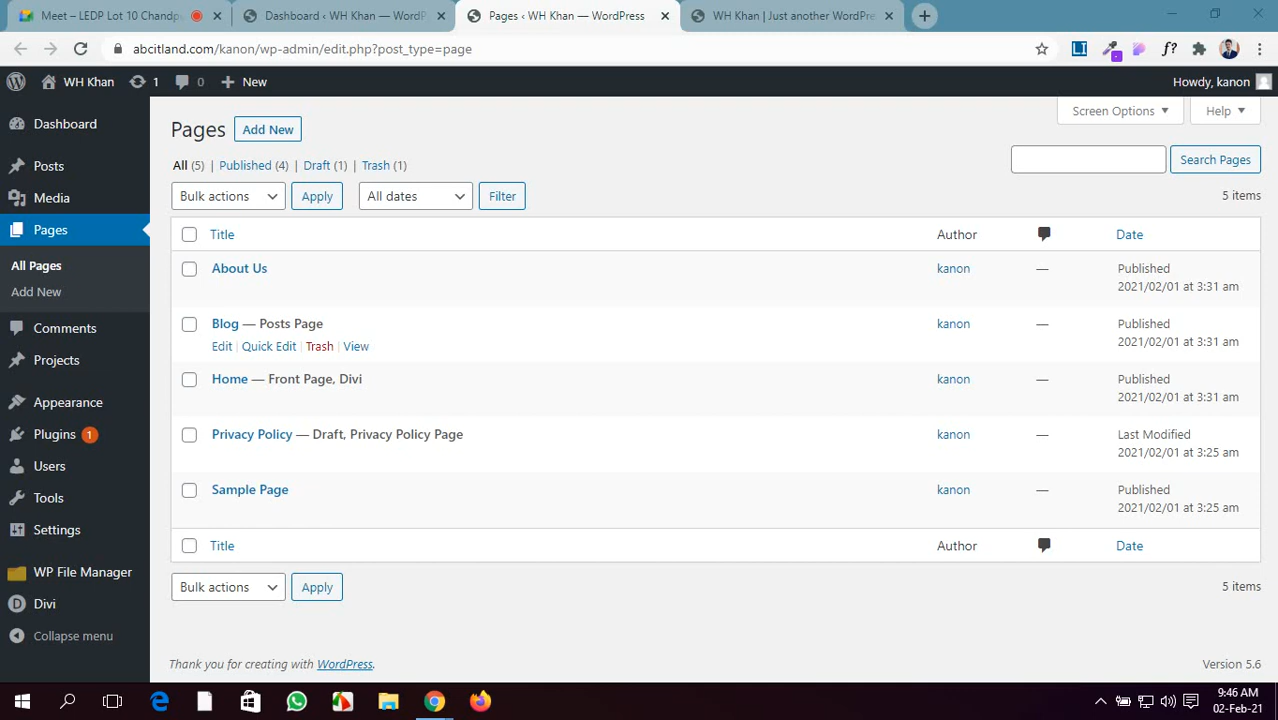 Meet – LEDP Lot 10 Chandpu
Dashboard ‹ WH Khan — WordP
Pages ‹ WH Khan — WordPress
WH Khan | Just another WordPre
abcitland.com/kanon/wp-admin/edit.php?post_type=page
LI
f?
WH Khan
1
0
New
Howdy, kanon
Dashboard
Posts
Media
Pages
All Pages
Add New
Comments
Projects
Appearance
Plugins 1
Users
Tools
Settings
WP File Manager
Divi
Collapse menu
Screen Options
Help
Pages
Add New
All (5) | Published (4) | Draft (1) | Trash (1)
Search Pages
Bulk actions
Apply
All dates
Filter
5 items
Title
Author
Date
About Us
kanon
—
Published
2021/02/01 at 3:31 am
Blog — Posts Page
Edit | Quick Edit | Trash | View
kanon
—
Published
2021/02/01 at 3:31 am
Home — Front Page, Divi
kanon
—
Published
2021/02/01 at 3:31 am
Privacy Policy — Draft, Privacy Policy Page
kanon
—
Last Modified
2021/02/01 at 3:25 am
Sample Page
kanon
—
Published
2021/02/01 at 3:25 am
Title
Author
Date
Bulk actions
Apply
5 items
Thank you for creating with WordPress.
Version 5.6
9:46 AM
02-Feb-21